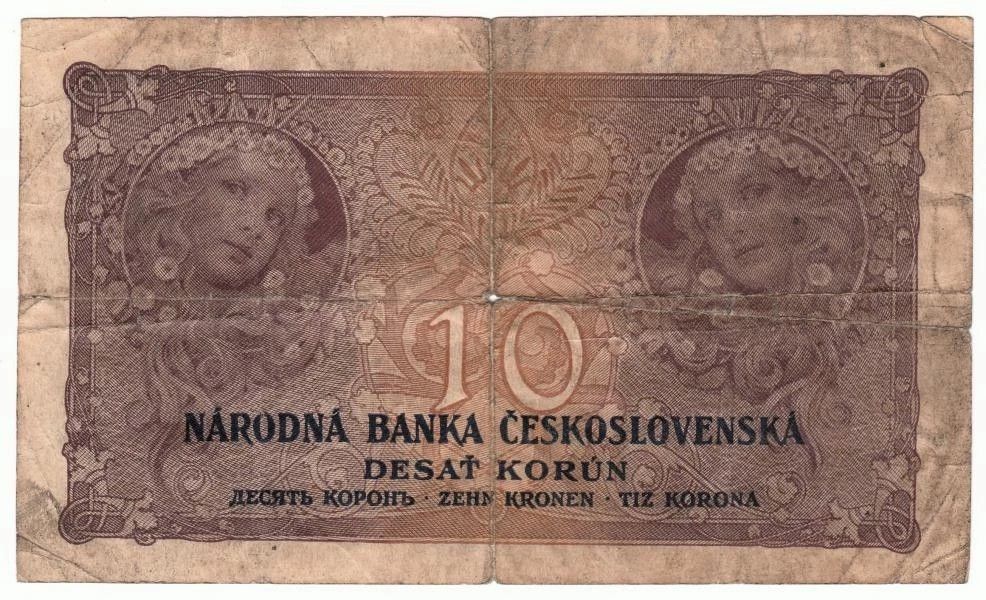 10
NÁRODNÁ BANKA ČESKOSLOVENSKÁ
DESAŤ KORÚN
ДЕСЯТЬ КОРОНЪ · ZEHN KRONEN · TIZ KORONA